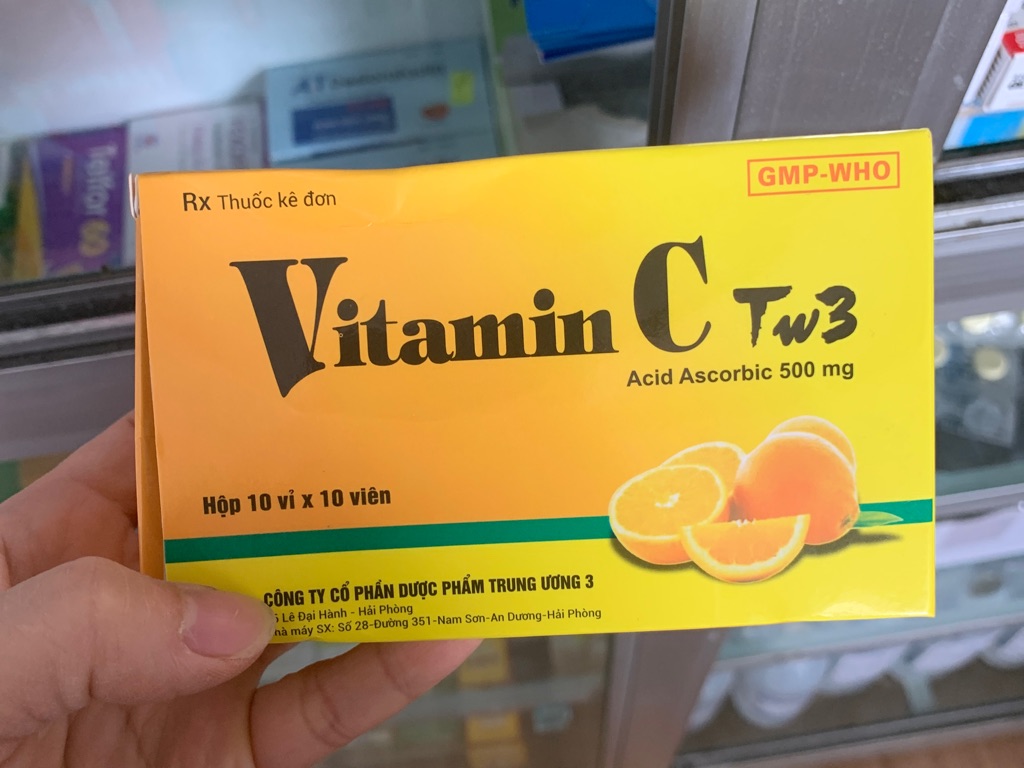 Telfor 60
GMP-WHO
Rx Thuốc kê đơn
Vitamin C Tw3
Acid Ascorbic 500 mg
Hộp 10 vỉ x 10 viên
CÔNG TY CỔ PHẦN DƯỢC PHẨM TRUNG ƯƠNG 3
Lê Đại Hành - Hải Phòng
SX: Số 28-Đường 351-Nam Sơn-An Dương-Hải Phòng